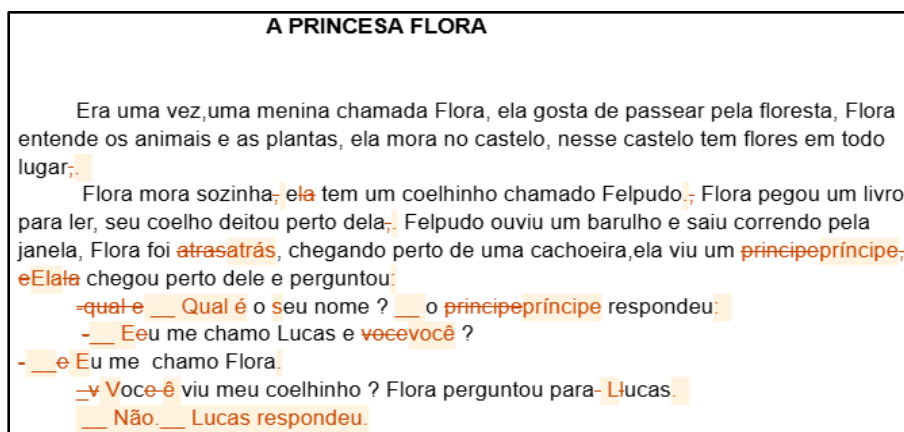 A PRINCESA FLORA
Era uma vez,uma menina chamada Flora, ela gosta de passear pela floresta, Flora
entende os animais e as plantas, ela mora no castelo, nesse castelo tem flores em todo
lugar,.
Flora mora sozinha, ela tem um coelhinho chamado Felpudo., Flora pegou um livro
para ler, seu coelho deitou perto dela,. Felpudo ouviu um barulho e saiu correndo pela
janela, Flora foi atrasatrás, chegando perto de uma cachoeira,ela viu um principepríncipe,
eElala chegou perto dele e perguntou:
-qual e __ Qual é o seu nome ? __ o principepríncipe respondeu:
-__ Eeu me chamo Lucas e vocevocê ?
- __e Eu me chamo Flora.
_v Voce ê viu meu coelhinho ? Flora perguntou para- Llucas.
__ Não.__ Lucas respondeu.